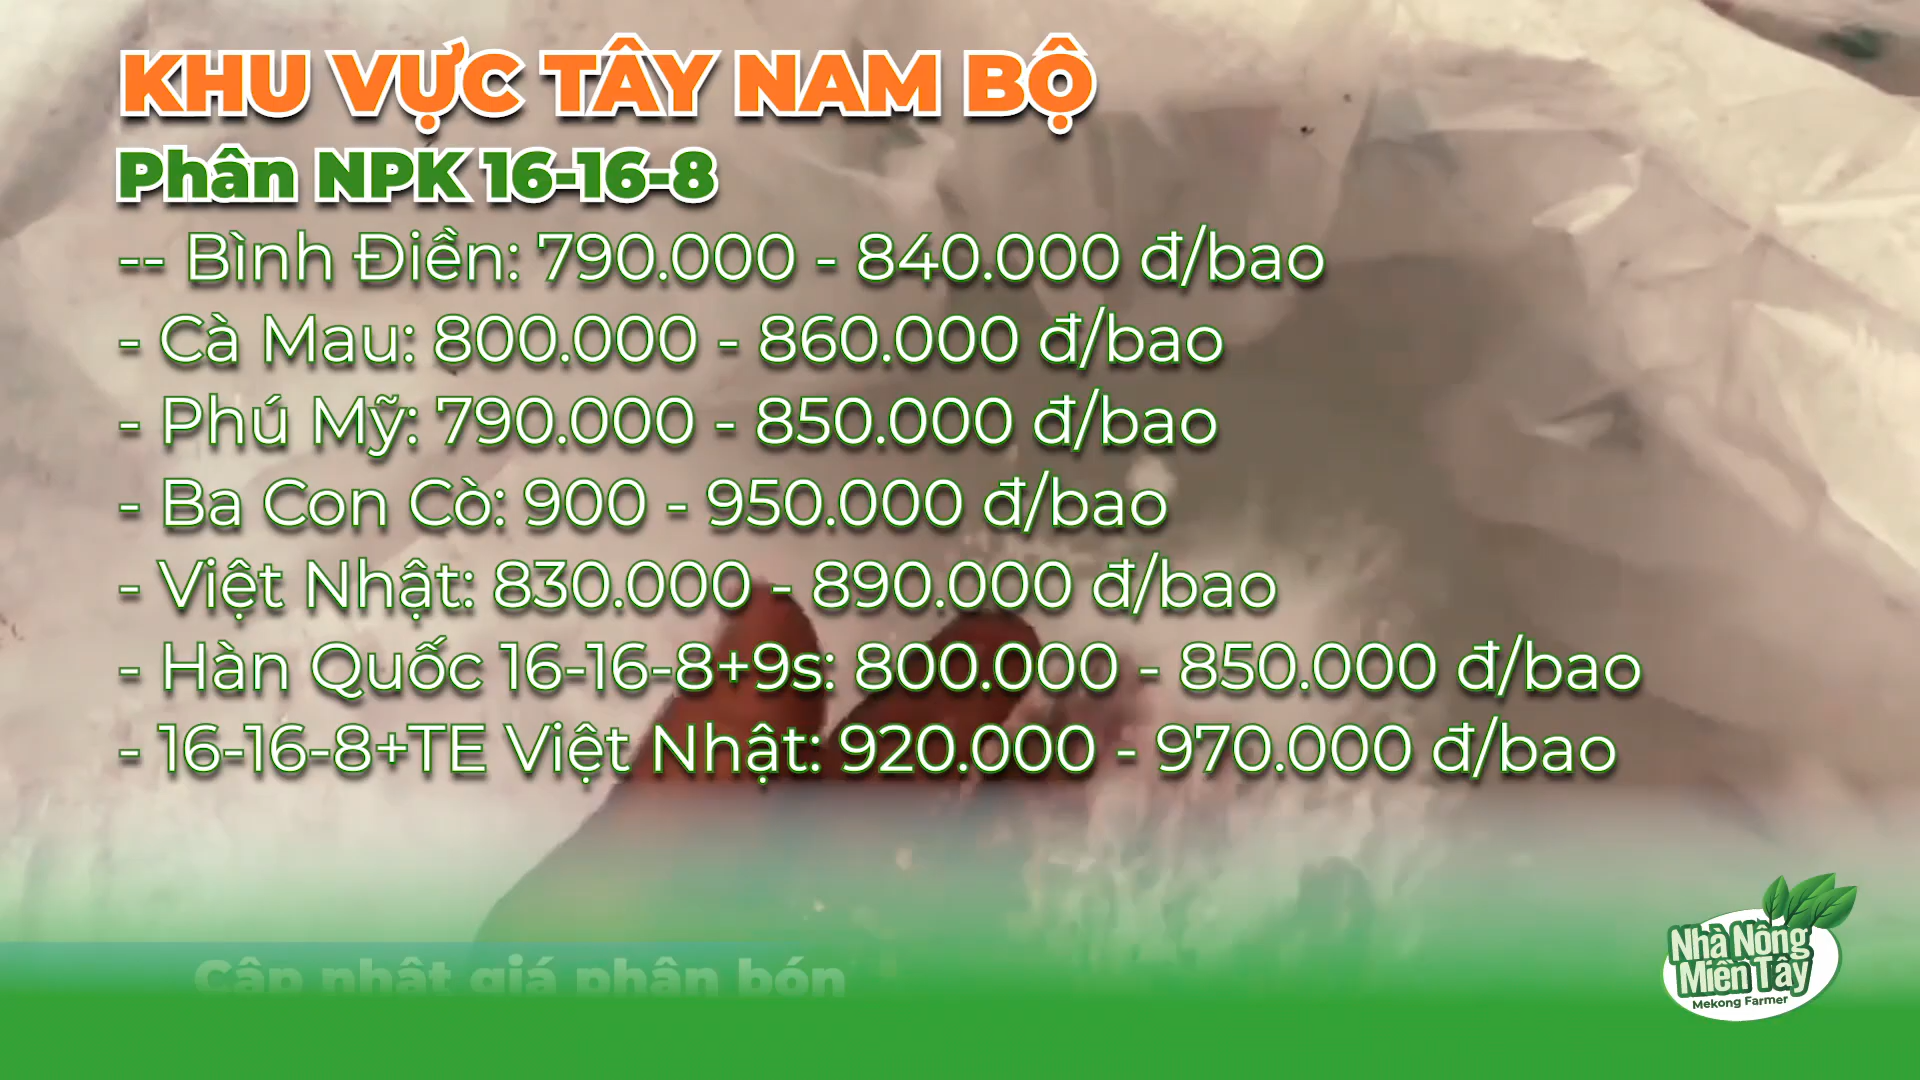 KHU VỰC TÂY NAM BỘ
Phân NPK 16-16-8
-- Bình Điền: 790.000 - 840.000 đ/bao
- Cà Mau: 800.000 - 860.000 đ/bao
- Phú Mỹ: 790.000 - 850.000 đ/bao
- Ba Con Cò: 900 - 950.000 đ/bao
- Việt Nhật: 830.000 - 890.000 đ/bao
- Hàn Quốc 16-16-8+9s: 800.000 - 850.000 đ/bao
- 16-16-8+TE Việt Nhật: 920.000 - 970.000 đ/bao
Cập nhật giá phân bón
Nhà Nông
Miền Tây
Mekong Farmer